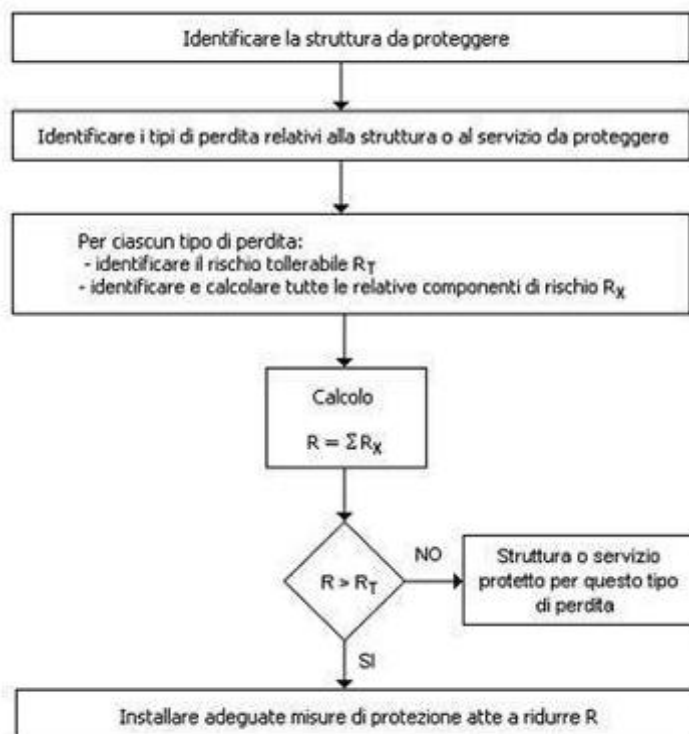 Identificare la struttura da proteggere
Identificare i tipi di perdita relativi alla struttura o al servizio da proteggere
Per ciascun tipo di perdita:
- identificare il rischio tollerabile RT
- identificare e calcolare tutte le relative componenti di rischio RX
Calcolo
R = ΣRX
R > RT
NO
Struttura o servizio
protetto per questo tipo
di perdita
SI
Installare adeguate misure di protezione atte a ridurre R